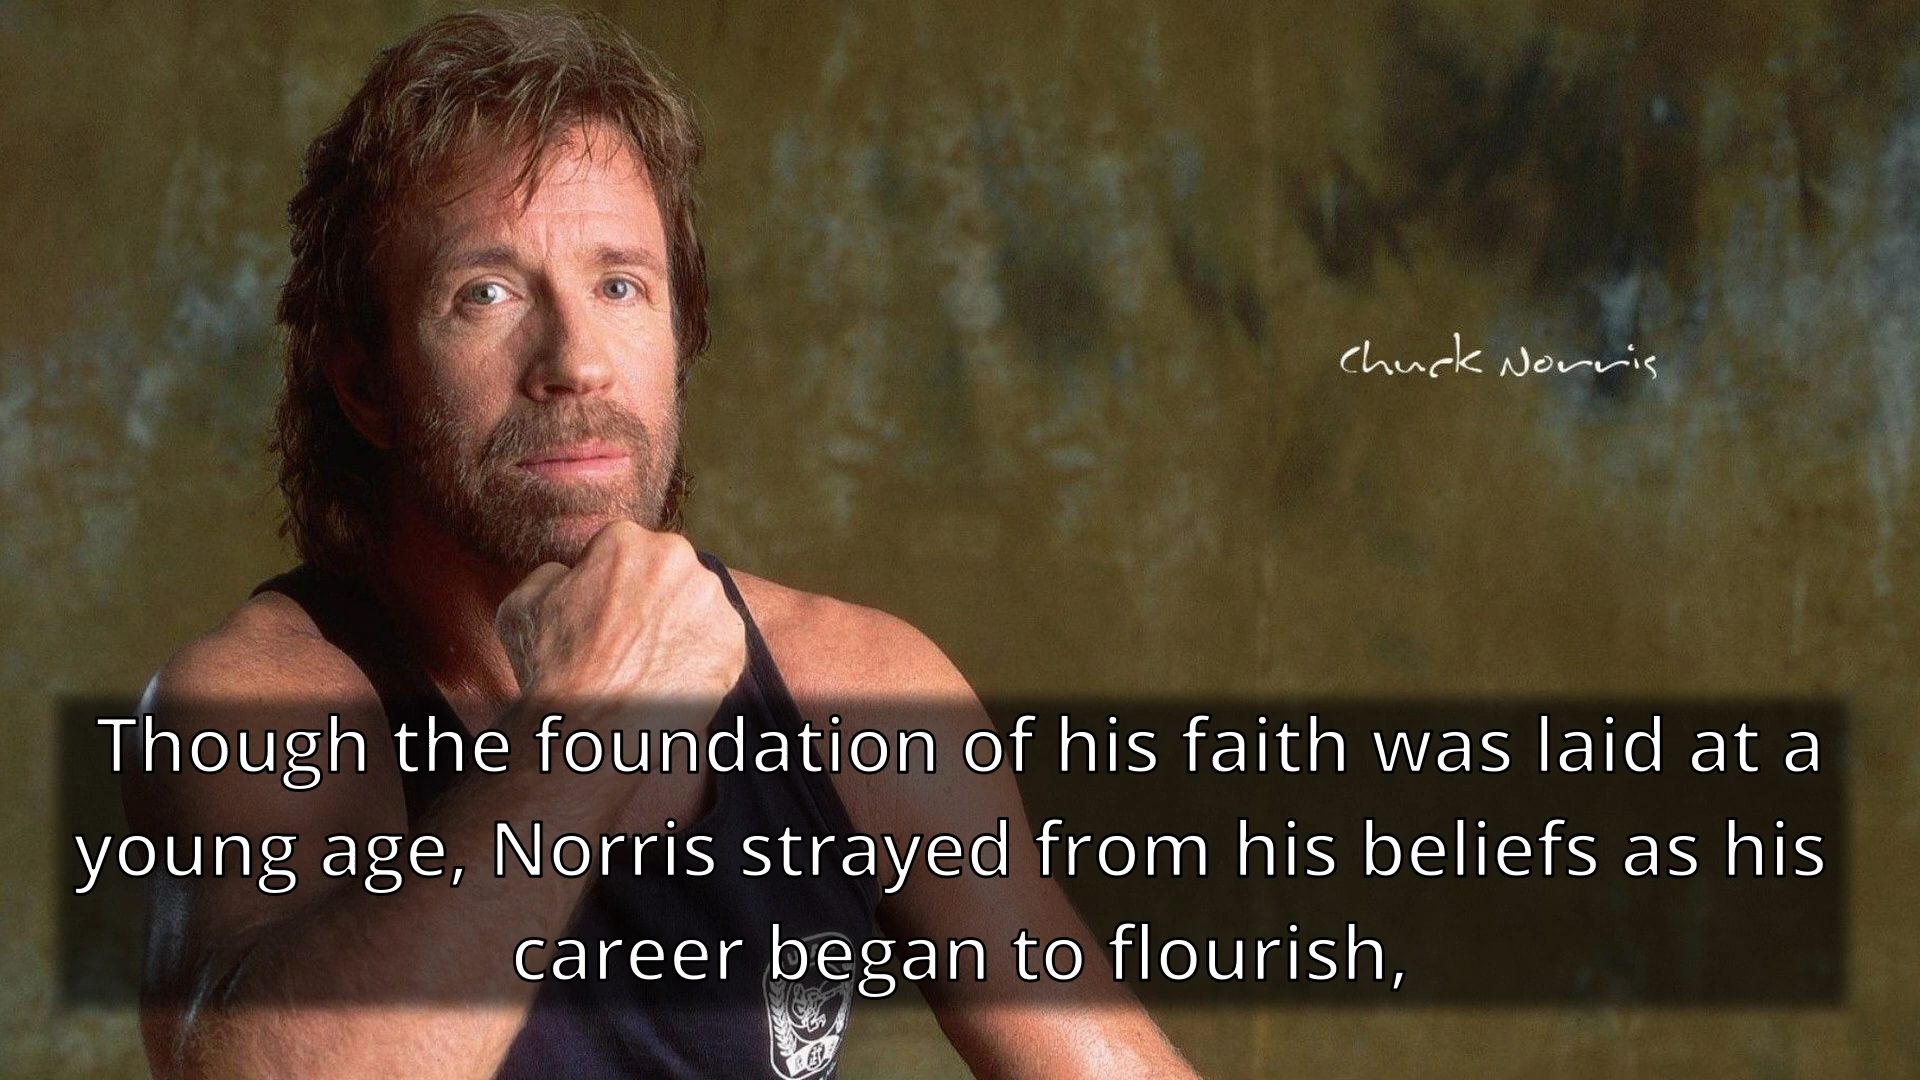 Chuck Norris
Though the foundation of his faith was laid at a
young age, Norris strayed from his beliefs as his
career began to flourish,